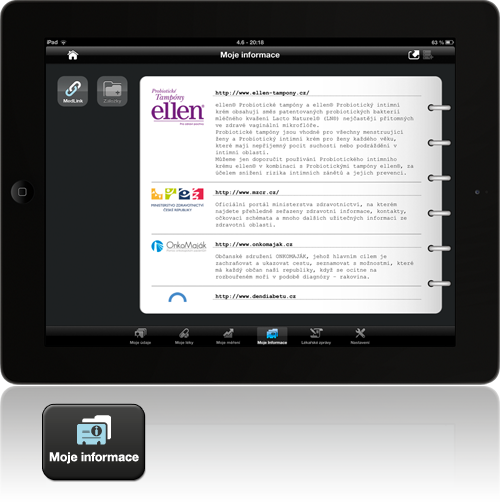 iPad
4.6 - 20:18
63 %
Moje informace
MedLink
Záložky
Probiotické
Tampóny
ellen®
http://www.ellen-tampony.cz/
ellen® Probiotické tampóny a ellen® Probiotický intimní
krém obsahují směs patentovaných probiotických bakterií
mléčného kvašení Lacto Naturel® (LN®) nejčastěji přítomných
ve zdravé vaginální mikroflóře.
Probiotické tampóny jsou vhodné pro všechny menstruující
ženy a Probiotický intimní krém pro ženy každého věku,
které mají nepříjemný pocit suchosti nebo podráždění v
intimní oblasti.
Můžeme jen doporučit používání Probiotického intimního
krému ellen® v kombinaci s Probiotickými tampóny ellen®, za
účelem snížení rizika intimních zánětů a jejich prevenci.
MINISTERSTVO ZDRAVOTNICTVÍ
ČESKÉ REPUBLIKY
http://www.mzcr.cz/
Oficiální portál ministerstva zdravotnictví, na kterém
najdete přehledně seřazeny zdravotní informace, kontakty,
očkovací schémata a mnoho dalších užitečných informací ze
zdravotní oblasti.
OnkoMaják
http://www.onkomajak.cz
Občanské sdružení ONKOMAJÁK, jehož hlavním cílem je
zachraňovat a ukazovat cestu, seznamovat s možnostmi, které
má každý občan naší republiky, když se ocitne na
rozbouřeném moři v podobě diagnózy - rakovina.
http://www.dendiabetu.cz
Moje údaje
Moje léky
Moje měření
Moje informace
Lékařské zprávy
Nastavení
Moje informace